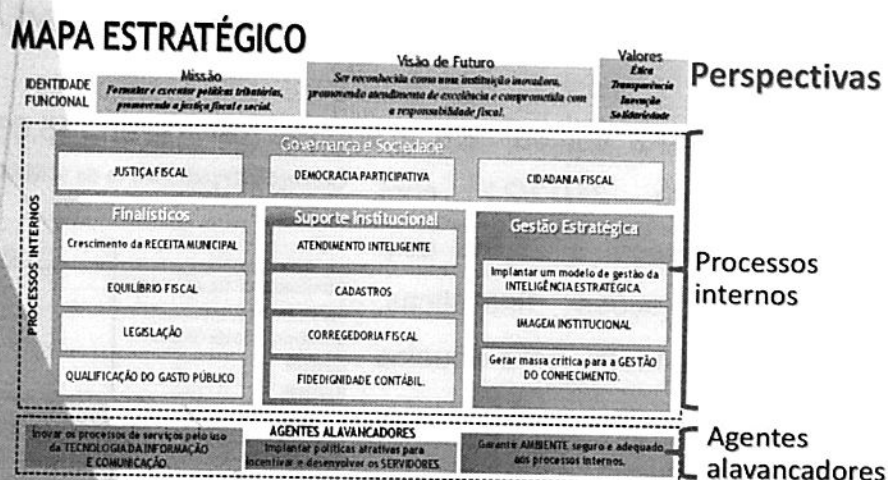 MAPA ESTRATÉGICO
Perspectivas
IDENTIDADE
FUNCIONAL
Missão
Formular e executar políticas tributárias,
promovendo a justiça fiscal e social.
Visão de Futuro
Ser reconhecida como uma instituição inovadora,
promovendo atendimento de excelência e comprometida com
a responsabilidade fiscal.
Valores
Ética
Transparência
Inovação
Solidariedade
PROCESSOS INTERNOS
Governança e Sociedade
JUSTIÇA FISCAL
DEMOCRACIA PARTICIPATIVA
CIDADANIA FISCAL
Finalísticos
Crescimento da RECEITA MUNICIPAL
EQUILÍBRIO FISCAL
LEGISLAÇÃO
QUALIFICAÇÃO DO GASTO PÚBLICO
Suporte Institucional
ATENDIMENTO INTELIGENTE
CADASTROS
CORREGEDORIA FISCAL
FIDEDIGNIDADE CONTÁBIL.
Gestão Estratégica
Implantar um modelo de gestão da
INTELIGÊNCIA ESTRATÉGICA
IMAGEM INSTITUCIONAL
Gerar massa crítica para a GESTÃO
DO CONHECIMENTO.
Processos
internos
AGENTES ALAVANCADORES
Inovar os processos de serviços pelo uso
da TECNOLOGIA DA INFORMAÇÃO
E COMUNICAÇÃO
Implantar políticas atrativas para
incentivar e desenvolver os SERVIDORES
Garantir AMBIENTE seguro e adequado
aos processos internos.
Agentes
alavancadores